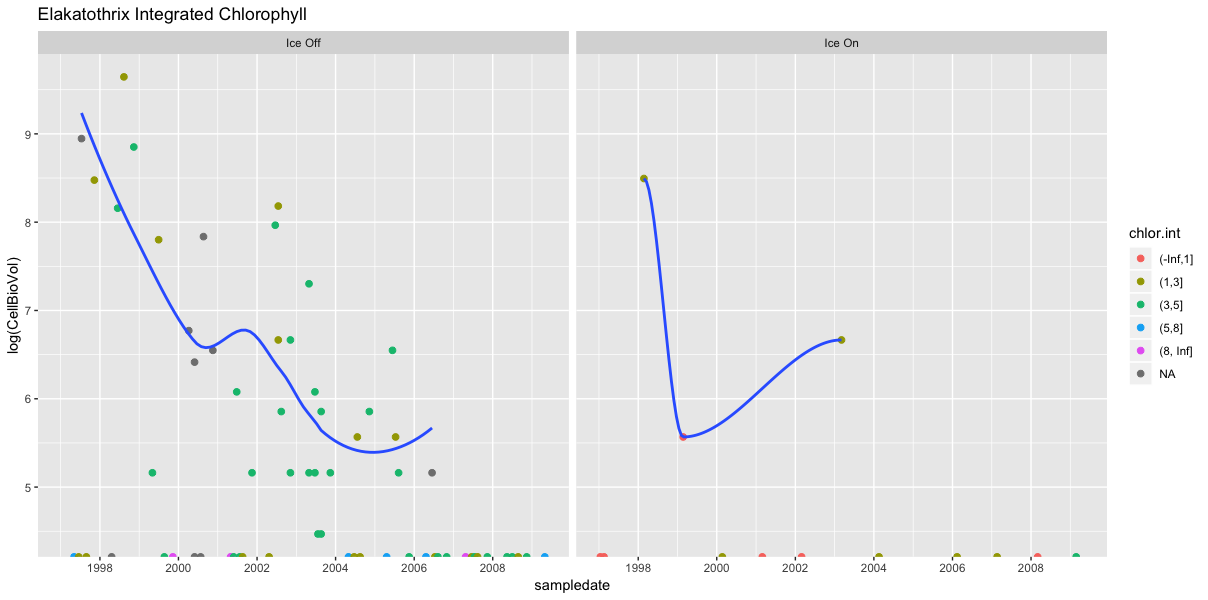 Elakatothrix Integrated Chlorophyll
Ice Off
Ice On
log(CellBioVol)
9
8
7
6
5
1998 2000 2002 2004 2006 2008
1998 2000 2002 2004 2006 2008
sampledate
chlor.int
(-Inf,1]
(1,3]
(3,5]
(5,8]
(8, Inf]
NA